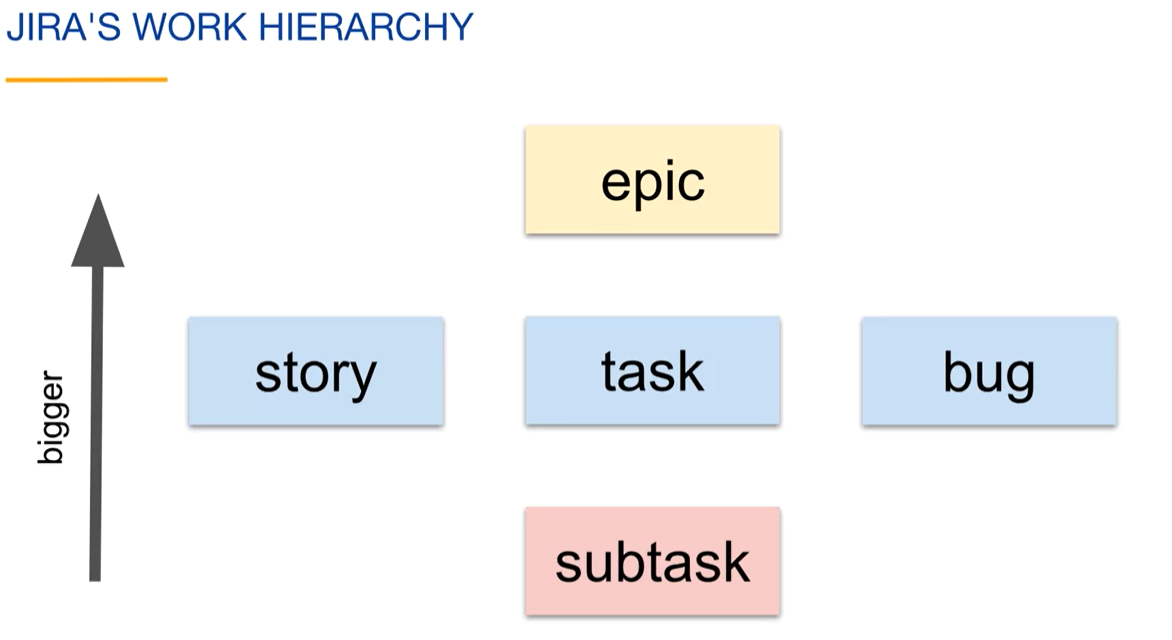 JIRA'S WORK HIERARCHY
epic
bigger
story
task
bug
subtask